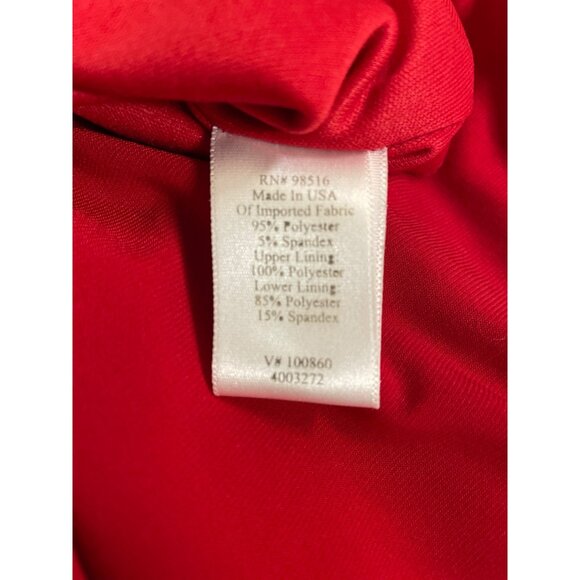 RN# 98516
Made In USA
Of Imported Fabric
95% Polyester
5% Spandex
Upper Lining:
100% Polyester
Lower Lining:
85% Polyester
15% Spandex
V# 100860
4003272